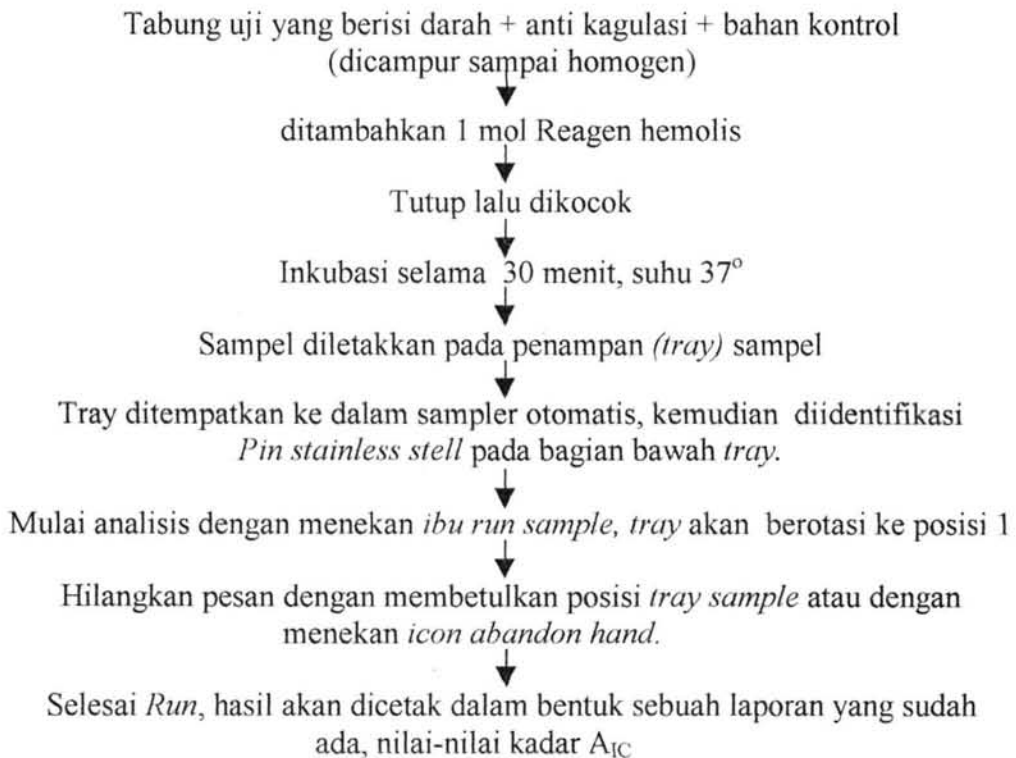 Tabung uji yang berisi darah + anti kagulasi + bahan kontrol
(dicampur sampai homogen)
ditambahkan 1 mol Reagen hemolis
Tutup lalu dikocok
Inkubasi selama 30 menit, suhu 37°
Sampel diletakkan pada penampan (tray) sampel
Tray ditempatkan ke dalam sampler otomatis, kemudian diidentifikasi
Pin stainless stell pada bagian bawah tray.
Mulai analisis dengan menekan ibu run sample, tray akan berotasi ke posisi 1
Hilangkan pesan dengan membetulkan posisi tray sample atau dengan
menekan icon abandon hand.
Selesai Run, hasil akan dicetak dalam bentuk sebuah laporan yang sudah
ada, nilai-nilai kadar AIC